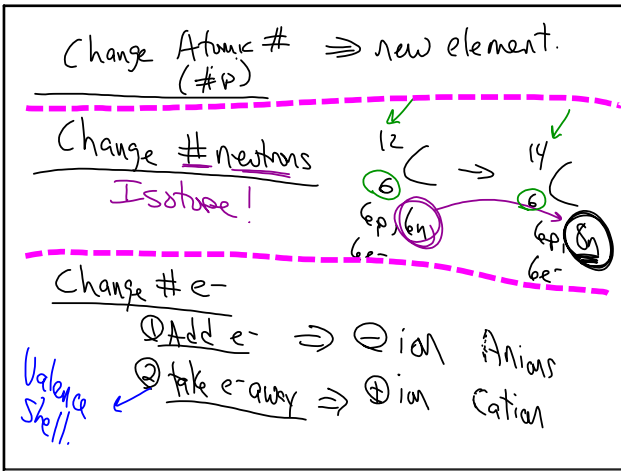 Change Atomic # ⇒ new element.
(#p)
Change # neutrons
Isotope!
12 C → 14 C
6 6
6p, 6n, 6p, 8n
6e- 6e-
Change # e-
① Add e- ⇒ ⊖ ion Anions
② take e- away ⇒ ⊕ ion Cation
Valence
Shell.